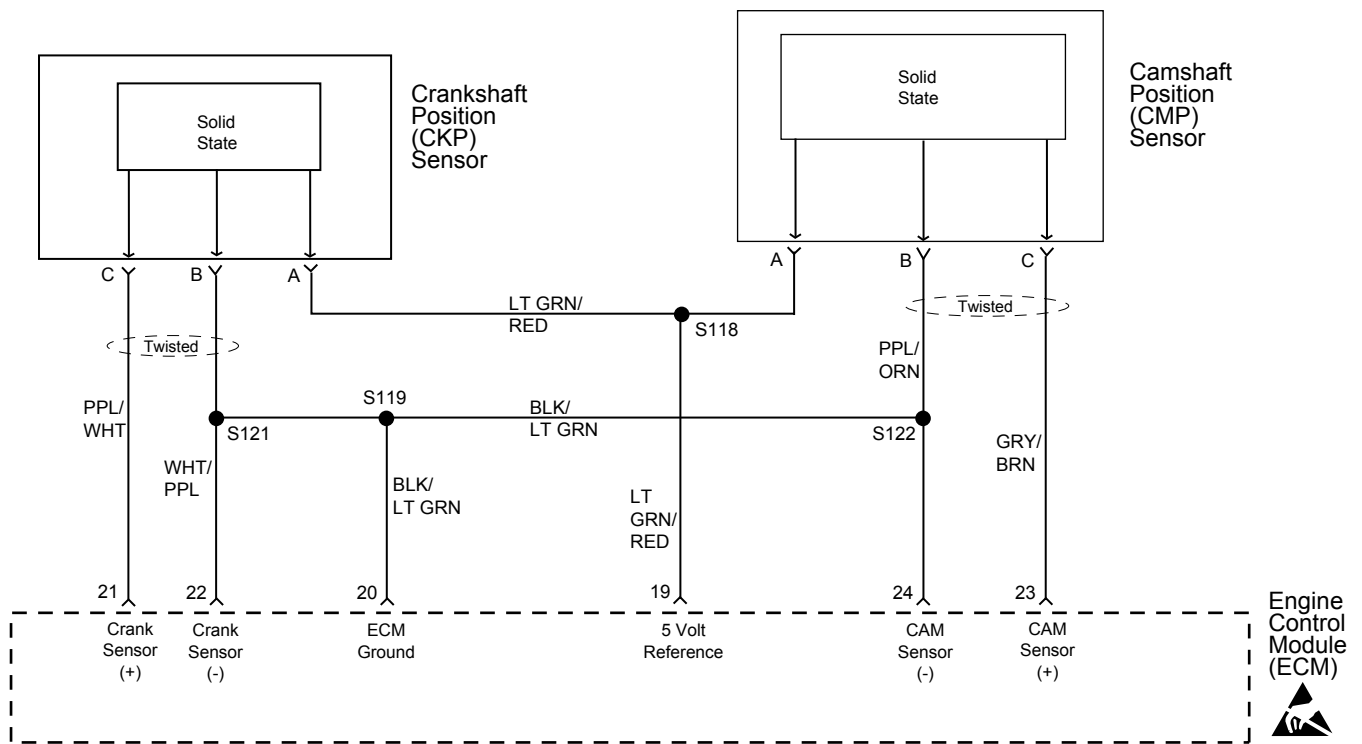 Solid
State
Crankshaft
Position
(CKP)
Sensor
Solid
State
Camshaft
Position
(CMP)
Sensor
C
B
A
A
B
C
LT GRN/
RED
S118
Twisted
Twisted
PPL/
ORN
PPL/
WHT
S121
S119
BLK/
LT GRN
S122
GRY/
BRN
WHT/
PPL
BLK/
LT GRN
LT
GRN/
RED
21
22
20
19
24
23
Crank
Sensor
(+)
Crank
Sensor
(-)
ECM
Ground
5 Volt
Reference
CAM
Sensor
(-)
CAM
Sensor
(+)
Engine
Control
Module
(ECM)